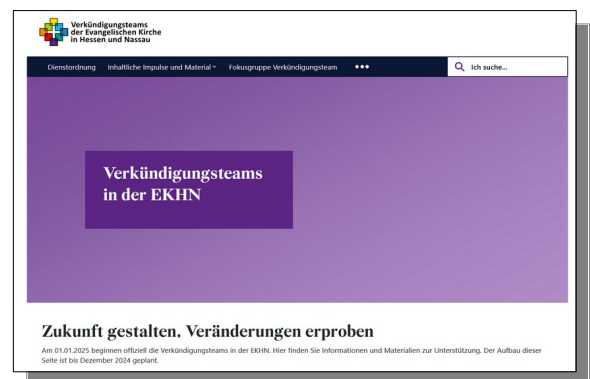 Verkündigungsteams
der Evangelischen Kirche
in Hessen und Nassau
Dienstordnung Inhaltliche Impulse und Material Fokusgruppe Verkündigungsteam ••• Ich suche...
Verkündigungsteams
in der EKHN
Zukunft gestalten, Veränderungen erproben
Am 01.01.2025 beginnen offiziell die Verkündigungsteams in der EKHN. Hier finden Sie Informationen und Materialien zur Unterstützung. Der Aufbau dieser
Seite ist bis Dezember 2024 geplant.